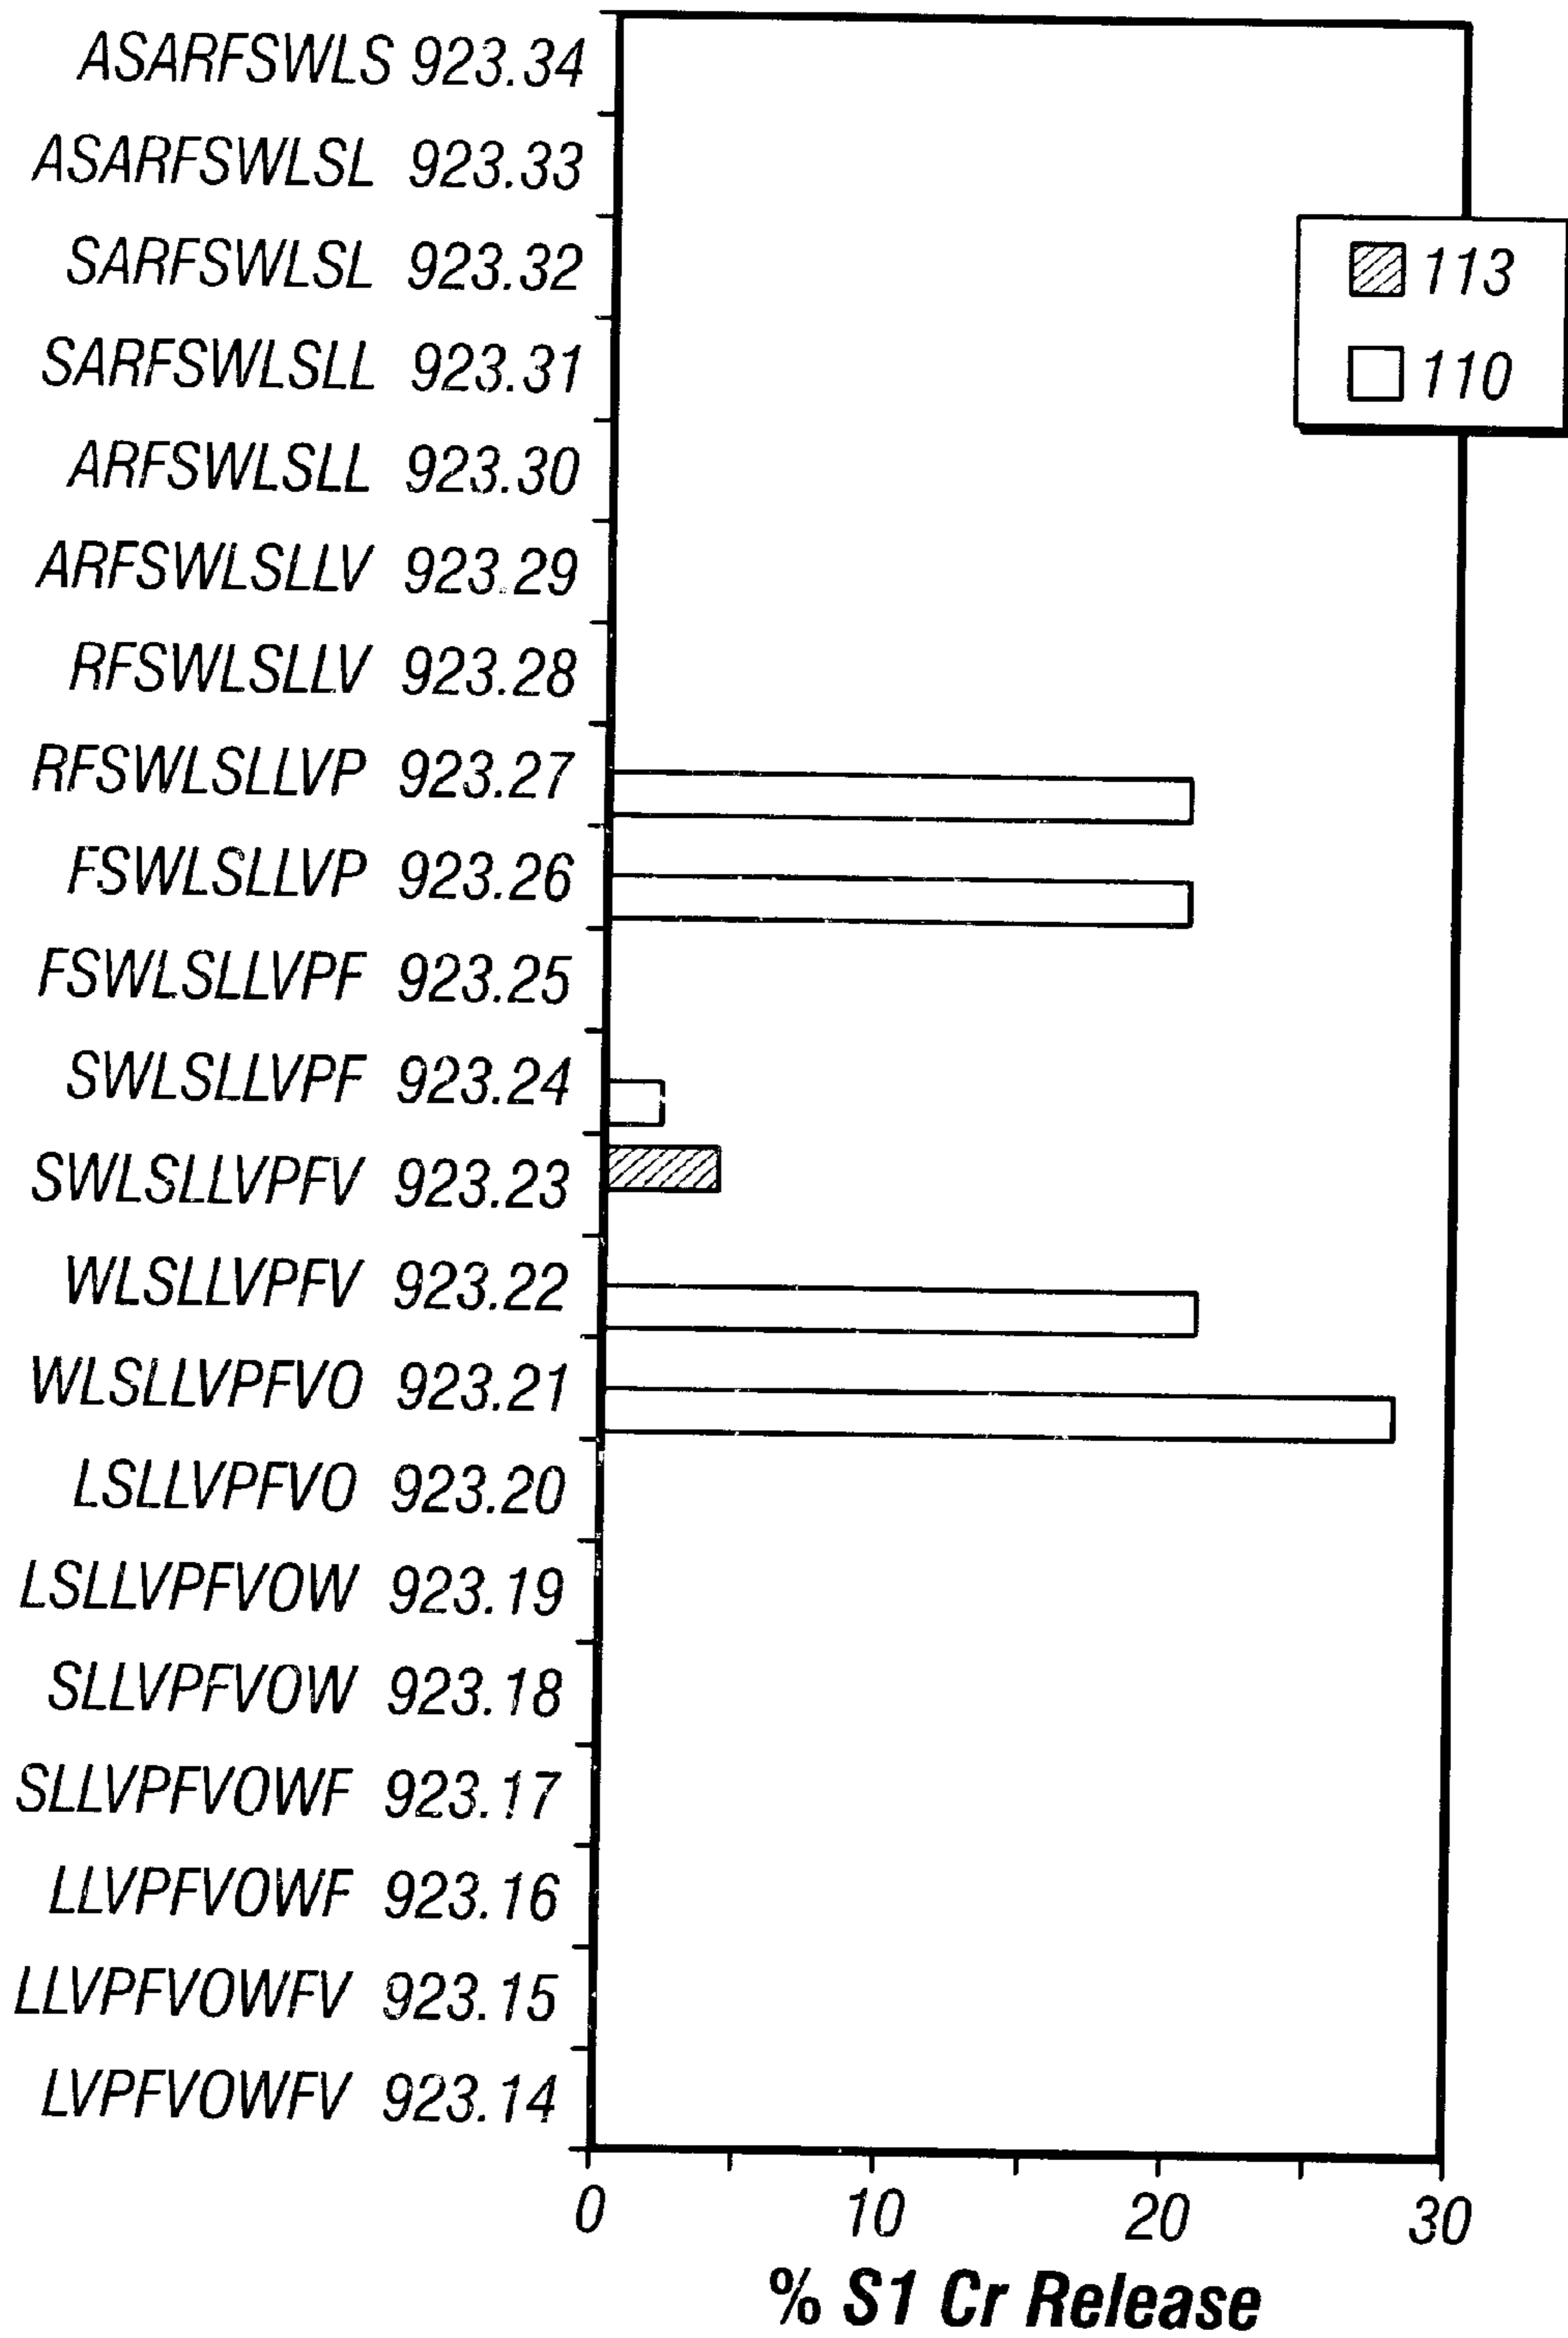 ASARFSWLS 923.34
ASARFSWLSL 923.33
SARFSWLSL 923.32
SARFSWLSLL 923.31
ARFSWLSLL 923.30
ARFSWLSLLV 923.29
RFSWLSLLV 923.28
RFSWLSLLVP 923.27
FSWLSLLVP 923.26
FSWLSLLVPF 923.25
SWLSLLVPF 923.24
SWLSLLVPFV 923.23
WLSLLVPFV 923.22
WLSLLVPFVO 923.21
LSLLVPFVO 923.20
LSLLVPFVOW 923.19
SLLVPFVOW 923.18
SLLVPFVOWF 923.17
LLVPFVOWF 923.16
LLVPFVOWFV 923.15
LVPFVOWFV 923.14
113
110
0 10 20 30
% S1 Cr Release